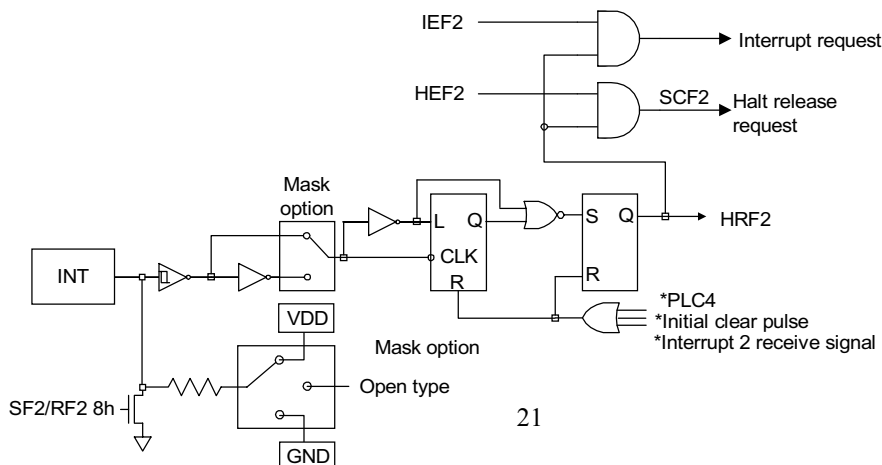 IEF2
Interrupt request
HEF2
SCF2
Halt release
request
Mask
option
L
Q
S
Q
HRF2
CLK
INT
R
R
*PLC4
*Initial clear pulse
*Interrupt 2 receive signal
VDD
Mask option
Open type
SF2/RF2 8h
GND
21